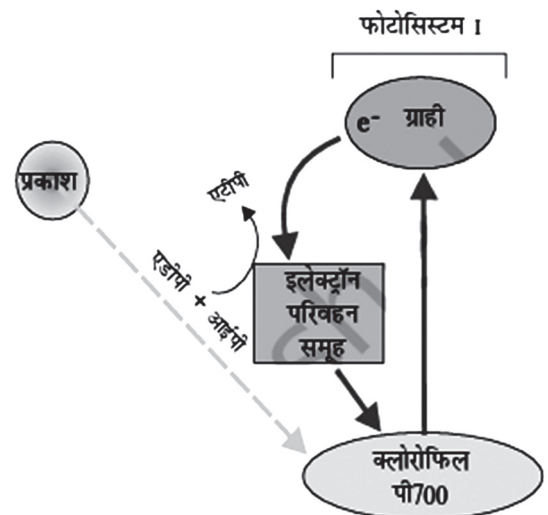 फोटोसिस्टम I
e- ग्राही
प्रकाश
एटीपी
एडीपी + आईपी
इलेक्ट्रॉन
परिवहन
समूह
क्लोरोफिल
पी700